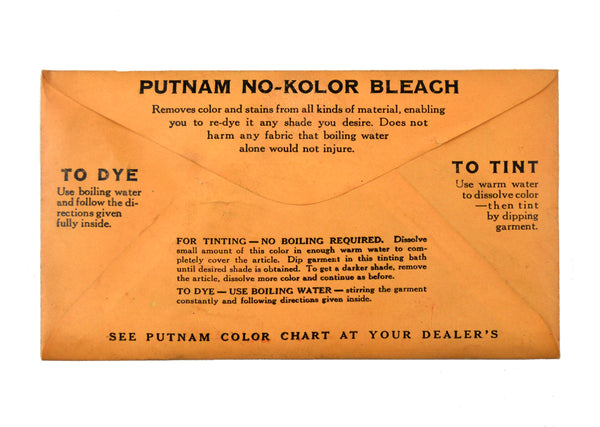 PUTNAM NO-KOLOR BLEACH
Removes color and stains from all kinds of material, enabling
you to re-dye it any shade you desire. Does not
harm any fabric that boiling water
alone would not injure.
TO DYE
Use boiling water
and follow the di-
rections given
fully inside.
TO TINT
Use warm water
to dissolve color
—then tint
by dipping
garment.
FOR TINTING — NO BOILING REQUIRED. Dissolve
small amount of this color in enough warm water to com-
pletely cover the article. Dip garment in this tinting bath
until desired shade is obtained. To get a darker shade, remove
the article, dissolve more color and continue as before.
TO DYE — USE BOILING WATER — stirring the garment
constantly and following directions given inside.
SEE PUTNAM COLOR CHART AT YOUR DEALER'S